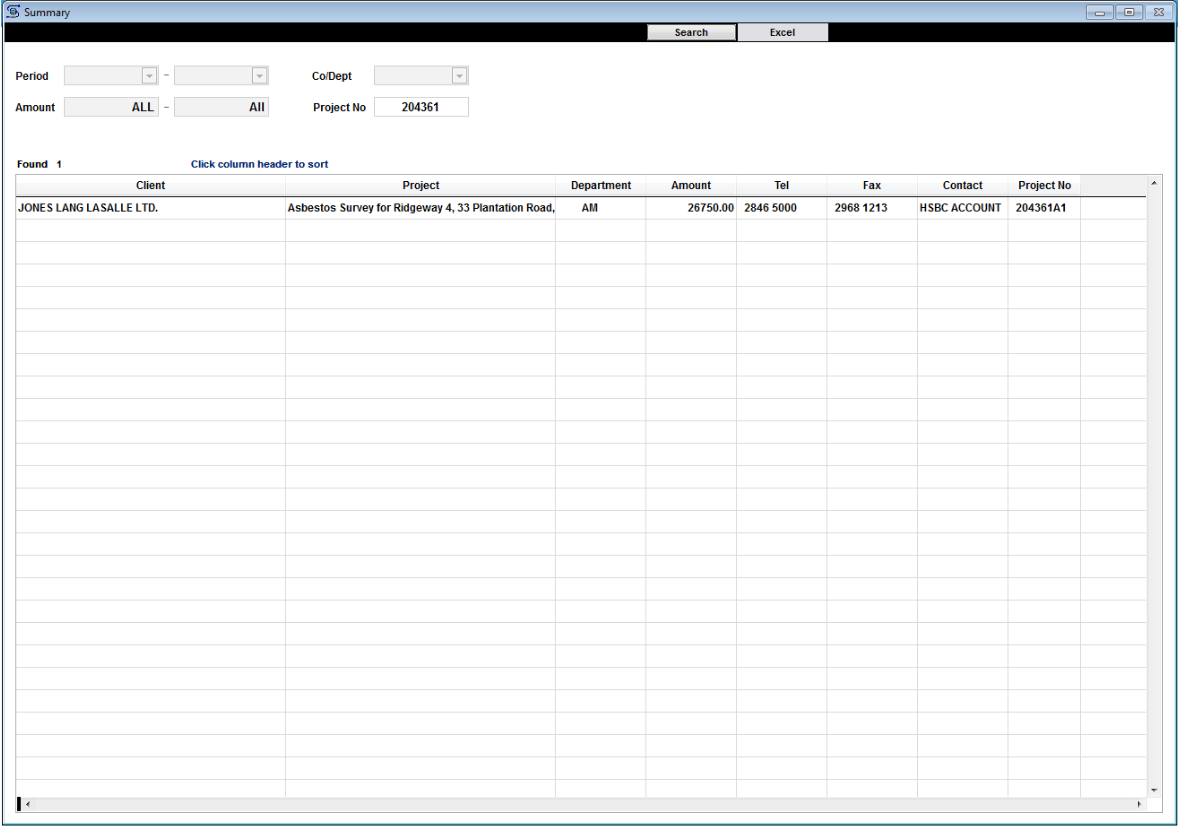 Summary
Search Excel
Period - Co/Dept
Amount ALL - All Project No 204361
Found 1 Click column header to sort
Client Project Department Amount Tel Fax Contact Project No
JONES LANG LASALLE LTD. Asbestos Survey for Ridgeway 4, 33 Plantation Road, AM 26750.00 2846 5000 2968 1213 HSBC ACCOUNT 204361A1